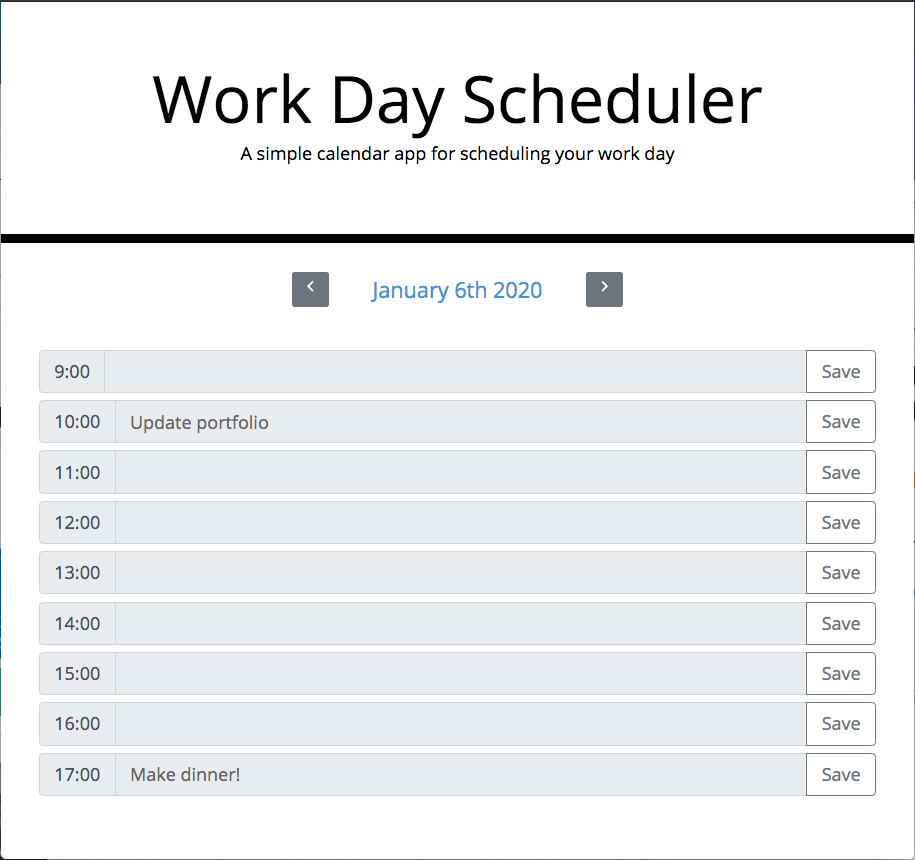 Work Day Scheduler
A simple calendar app for scheduling your work day
January 6th 2020
9:00 Save
10:00 Update portfolio Save
11:00 Save
12:00 Save
13:00 Save
14:00 Save
15:00 Save
16:00 Save
17:00 Make dinner! Save